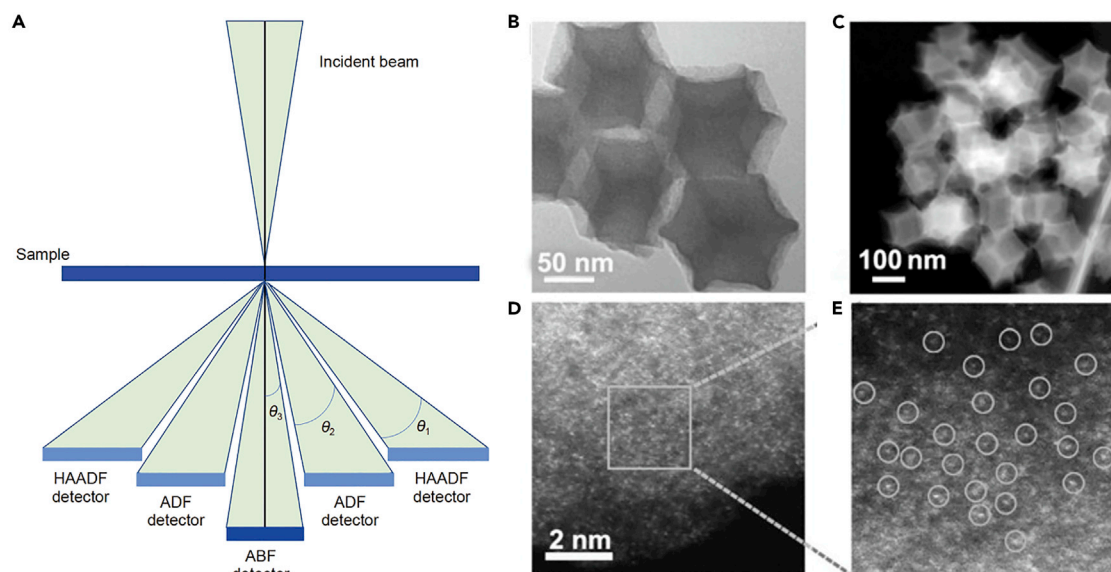 A
Incident beam
Sample
θ3
θ2
θ1
HAADF
detector
ADF
detector
ABF
detector
ADF
detector
HAADF
detector
B
50 nm
C
100 nm
D
2 nm
E